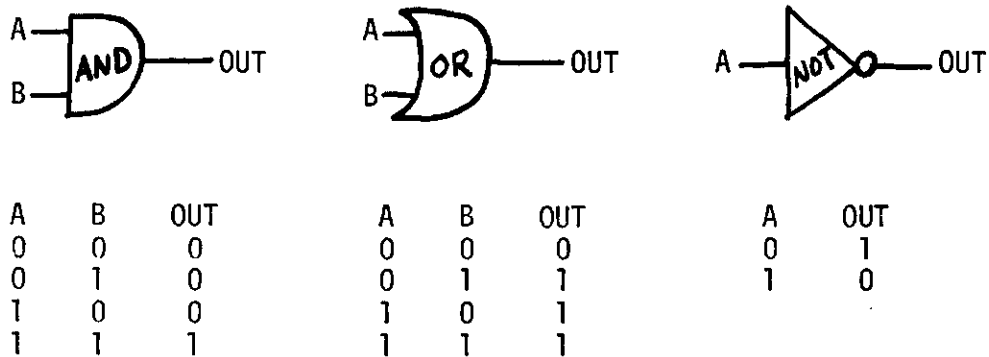 A AND OUT
B
A OR OUT
B
A NOT OUT
A B OUT
0 0 0
0 1 0
1 0 0
1 1 1
A B OUT
0 0 0
0 1 1
1 0 1
1 1 1
A OUT
0 1
1 0